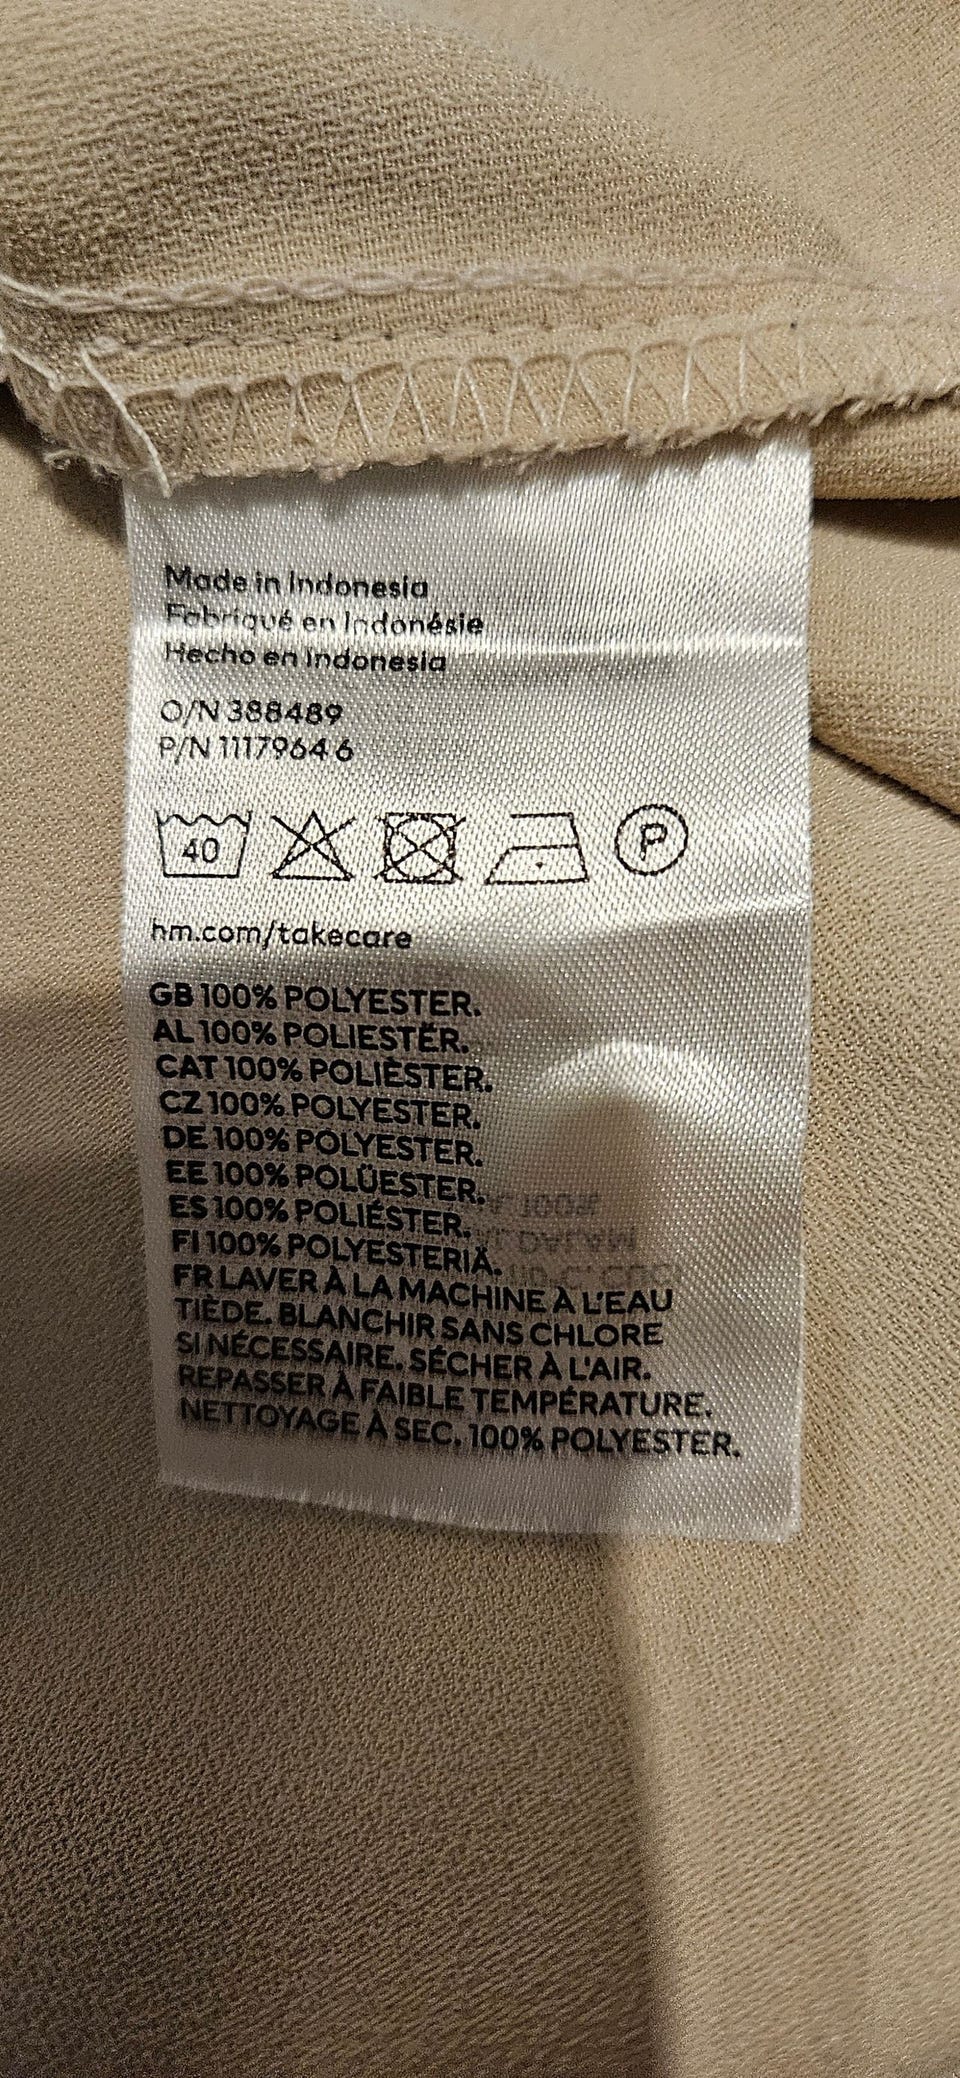 Made in Indonesia
Fabriqué en Indonésie
Hecho en Indonesia
O/N 388489
P/N 1117964 6
40
P
hm.com/takecare
GB 100% POLYESTER.
AL 100% POLIESTËR.
CAT 100% POLIÈSTER.
CZ 100% POLYESTER.
DE 100% POLYESTER.
EE 100% POLÜESTER.
ES 100% POLIÉSTER.
FI 100% POLYESTERIÄ.
FR LAVER À LA MACHINE À L'EAU
TIÈDE. BLANCHIR SANS CHLORE
SI NÉCESSAIRE. SÉCHER À L'AIR.
REPASSER À FAIBLE TEMPÉRATURE.
NETTOYAGE À SEC. 100% POLYESTER.